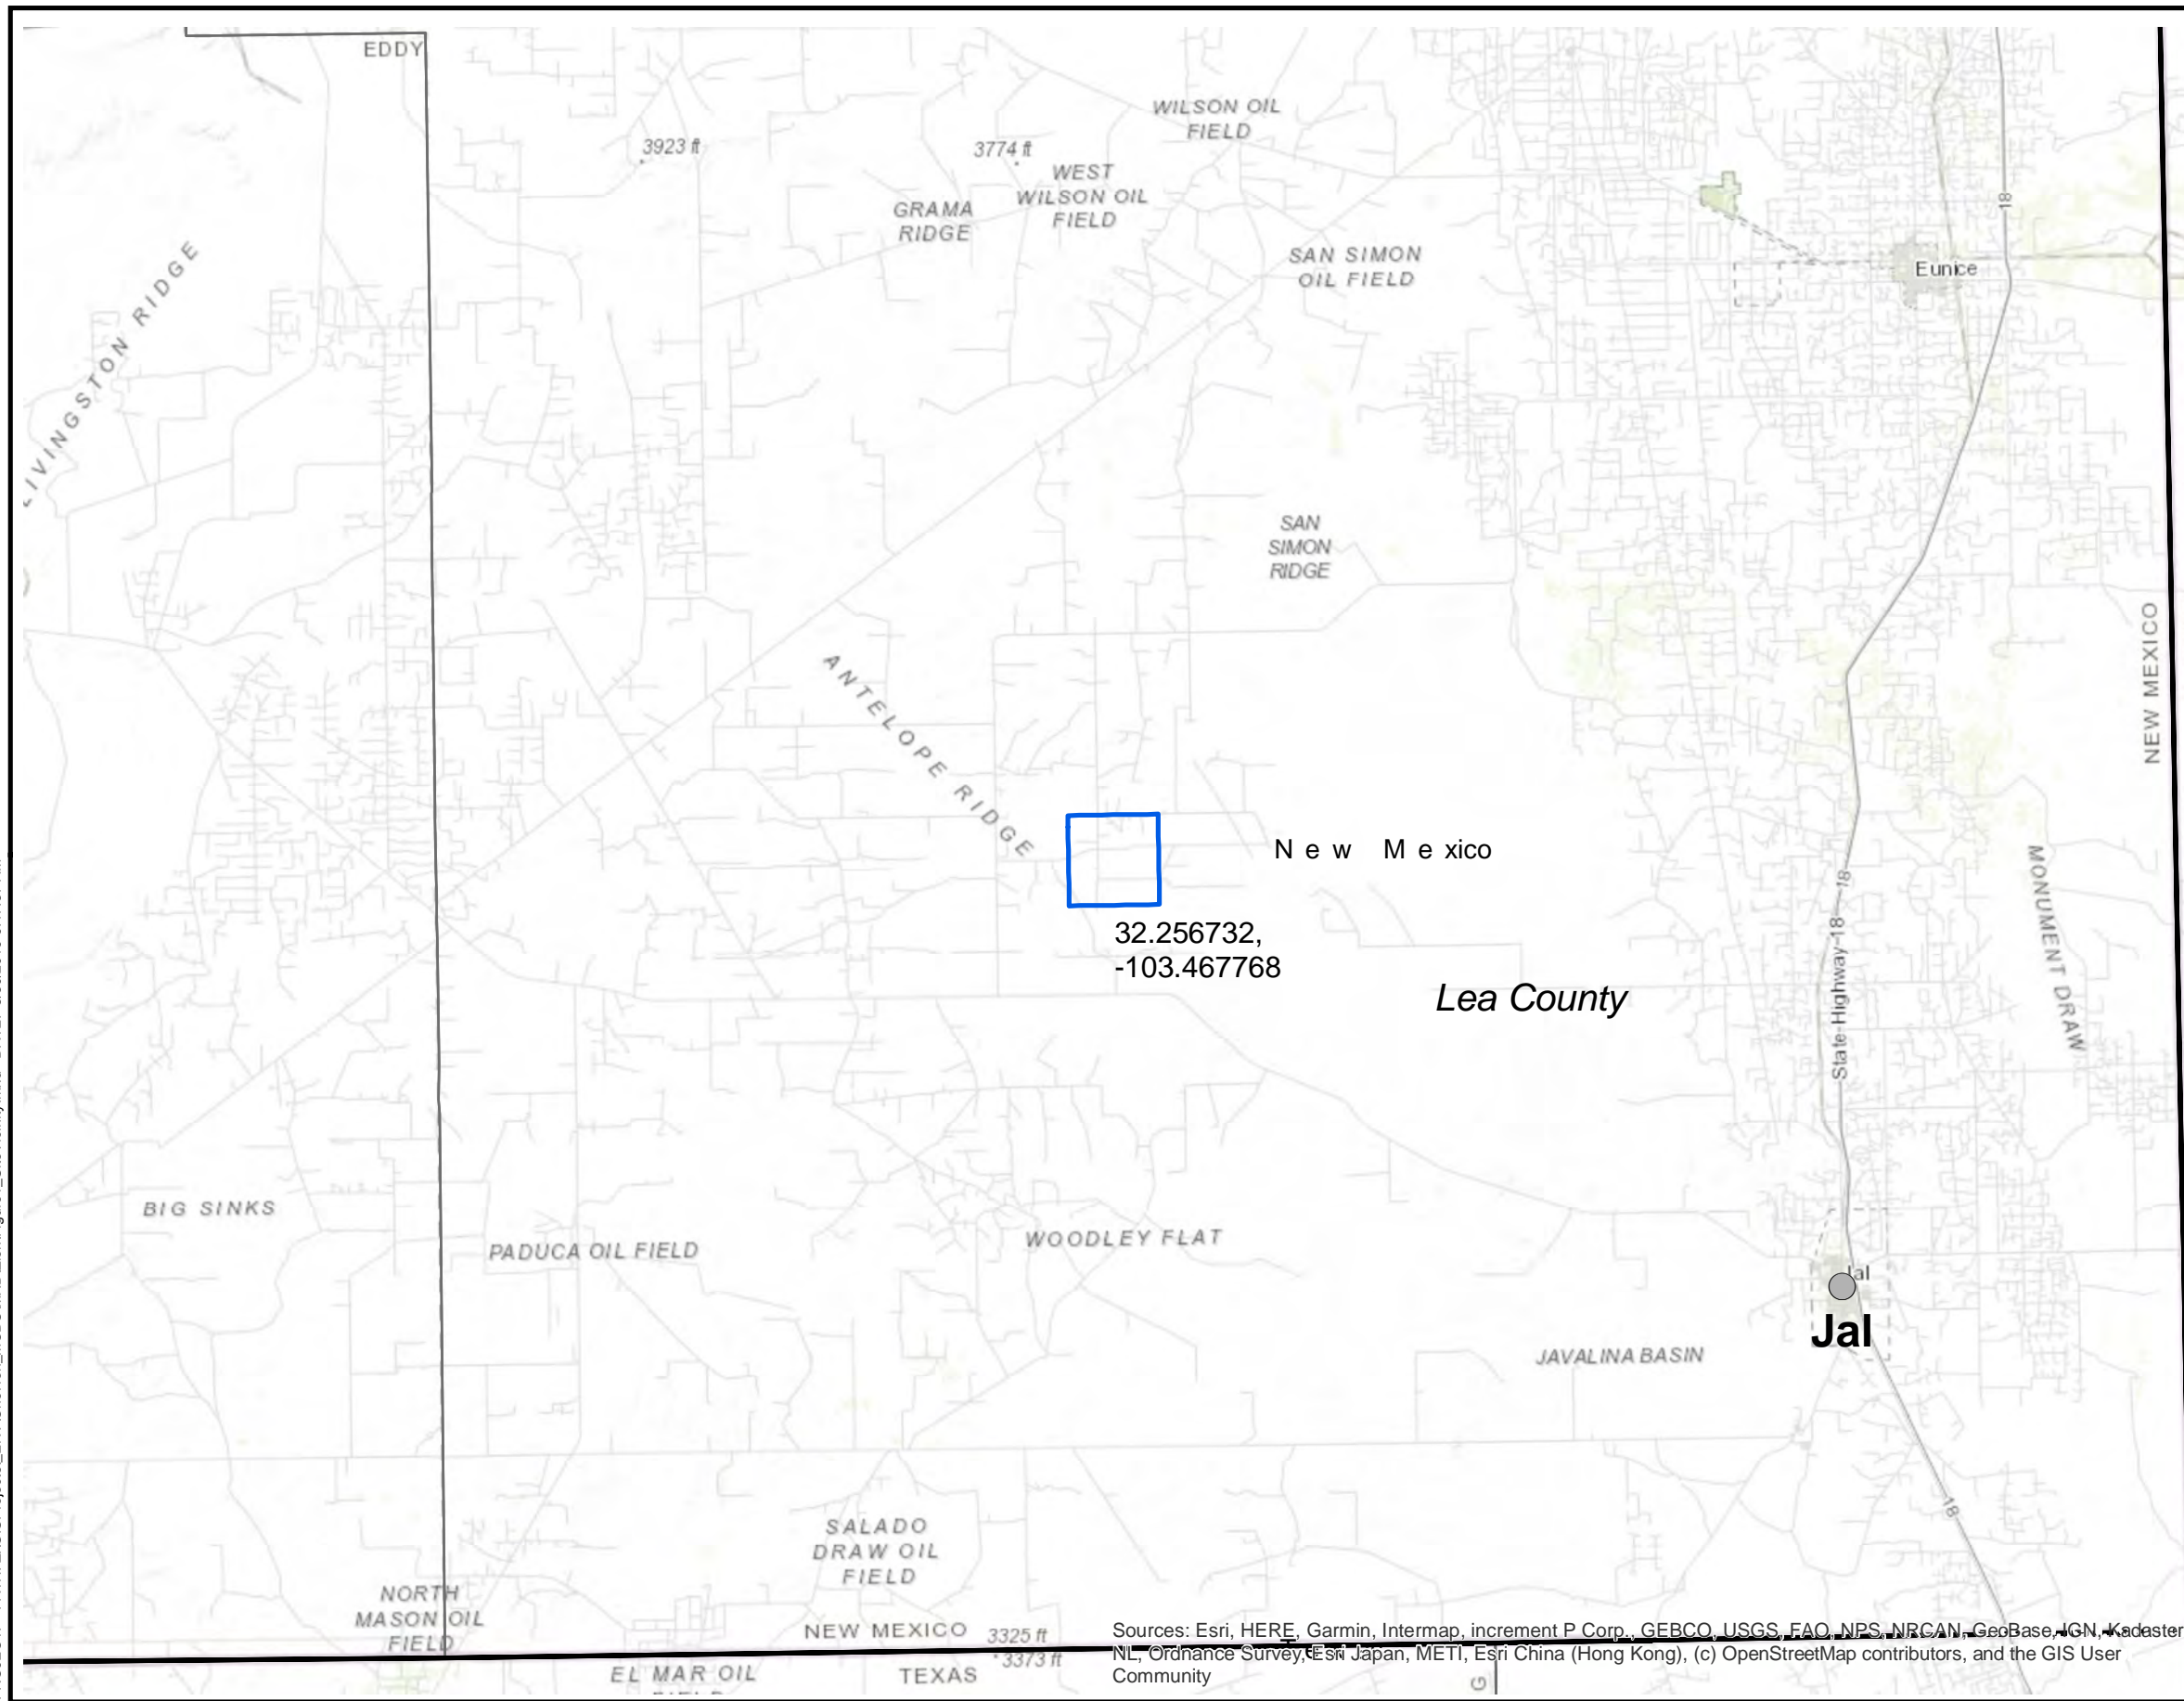 EDDY
WILSON OIL
FIELD
3923 ft
3774 ft
WEST
WILSON OIL
FIELD
GRAMA
RIDGE
18
LIVINGSTON RIDGE
SAN SIMON
OIL FIELD
Eunice
SAN
SIMON
RIDGE
NEW MEXICO
ANTELOPE RIDGE
New Mexico
MONUMENT DRAW
18
State Highway 18
32.256732,
-103.467768
Lea County
BIG SINKS
PADUCA OIL FIELD
WOODLEY FLAT
Jal
Jal
JAVALINA BASIN
18
SALADO
DRAW OIL
FIELD
NORTH
MASON OIL
FIELD
NEW MEXICO
3325 ft
3373 ft
EL MAR OIL
TEXAS
Sources: Esri, HERE, Garmin, Intermap, increment P Corp., GEBCO, USGS, FAO, NPS, NRCAN, GeoBase, IGN, Kadaster
NL, Ordnance Survey, Esri Japan, METI, Esri China (Hong Kong), (c) OpenStreetMap contributors, and the GIS User
Community
G